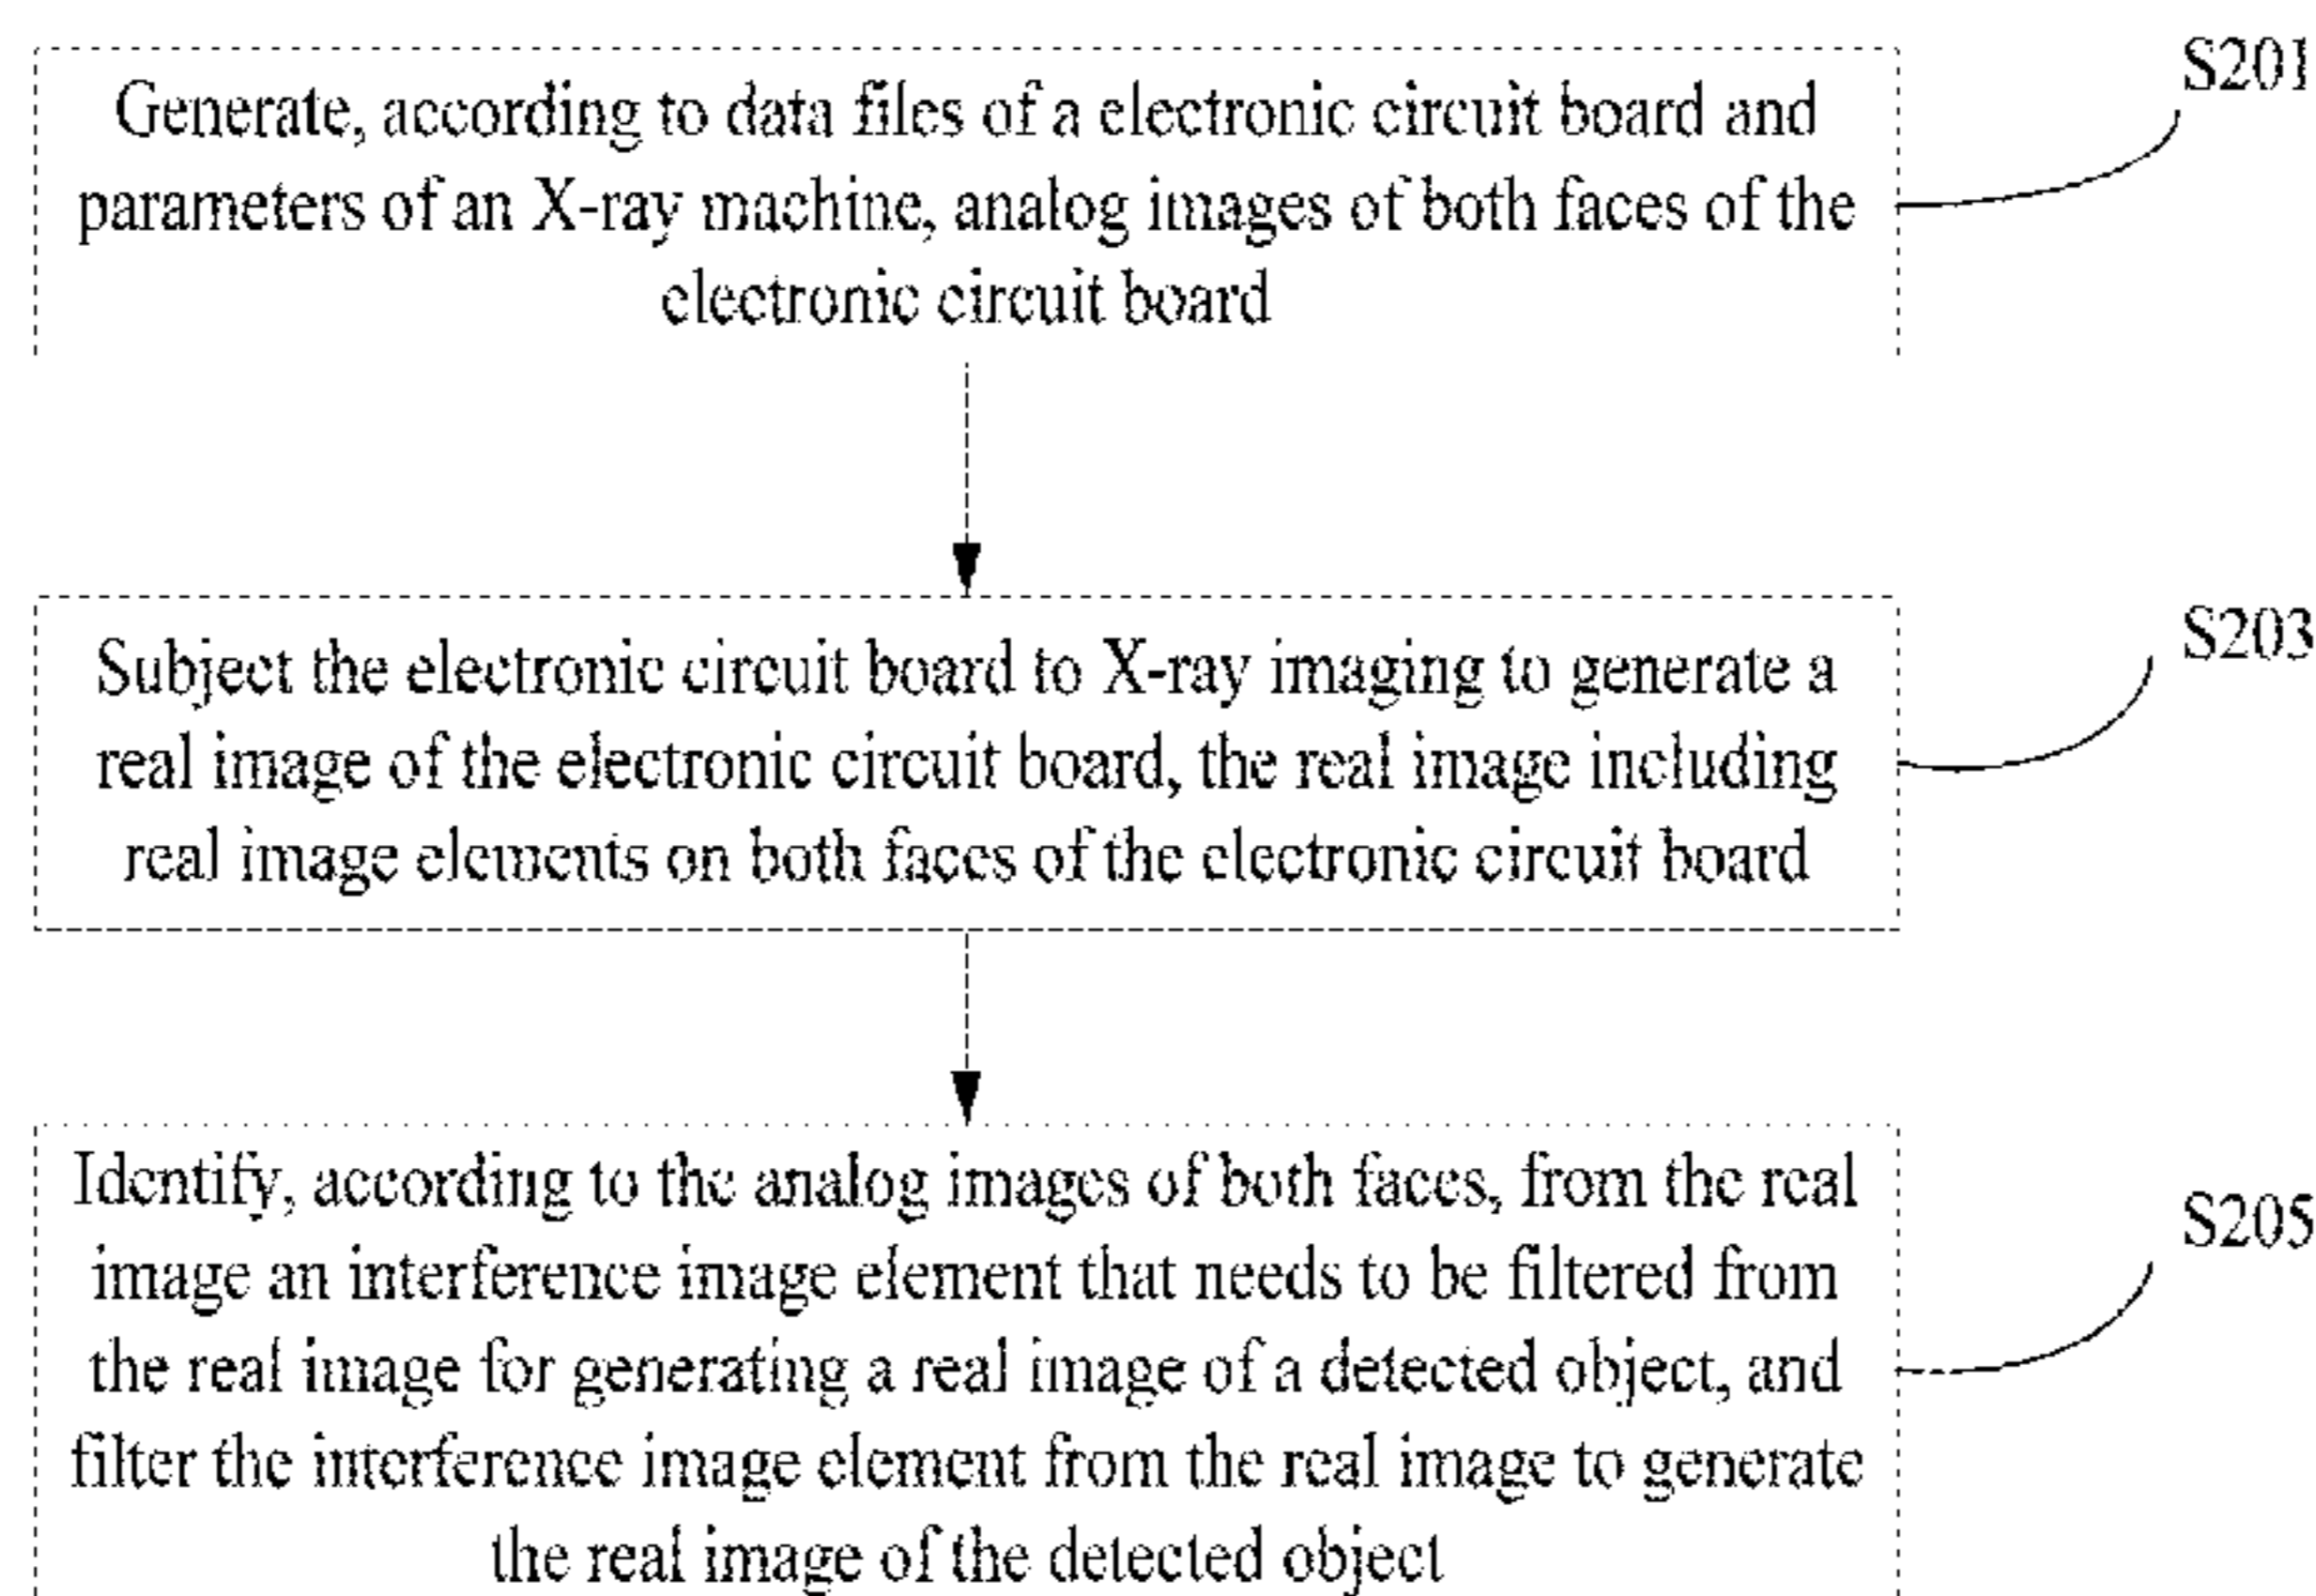 S201
Generate, according to data files of a electronic circuit board and
parameters of an X-ray machine, analog images of both faces of the
electronic circuit board
S203
Subject the electronic circuit board to X-ray imaging to generate a
real image of the electronic circuit board, the real image including
real image elements on both faces of the electronic circuit board
S205
Identify, according to the analog images of both faces, from the real
image an interference image element that needs to be filtered from
the real image for generating a real image of a detected object, and
filter the interference image element from the real image to generate
the real image of the detected object